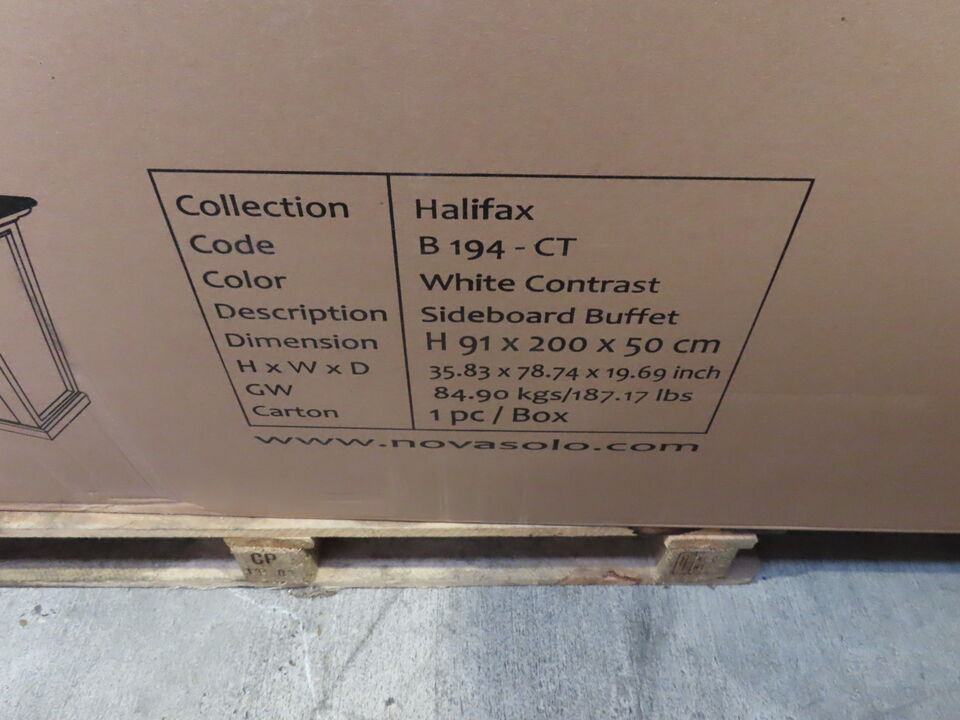 Collection Halifax
Code B 194 - CT
Color White Contrast
Description Sideboard Buffet
Dimension H 91 x 200 x 50 cm
H x W x D 35.83 x 78.74 x 19.69 inch
GW 84.90 kgs/187.17 lbs
Carton 1 pc / Box
www.novasolo.com
CP